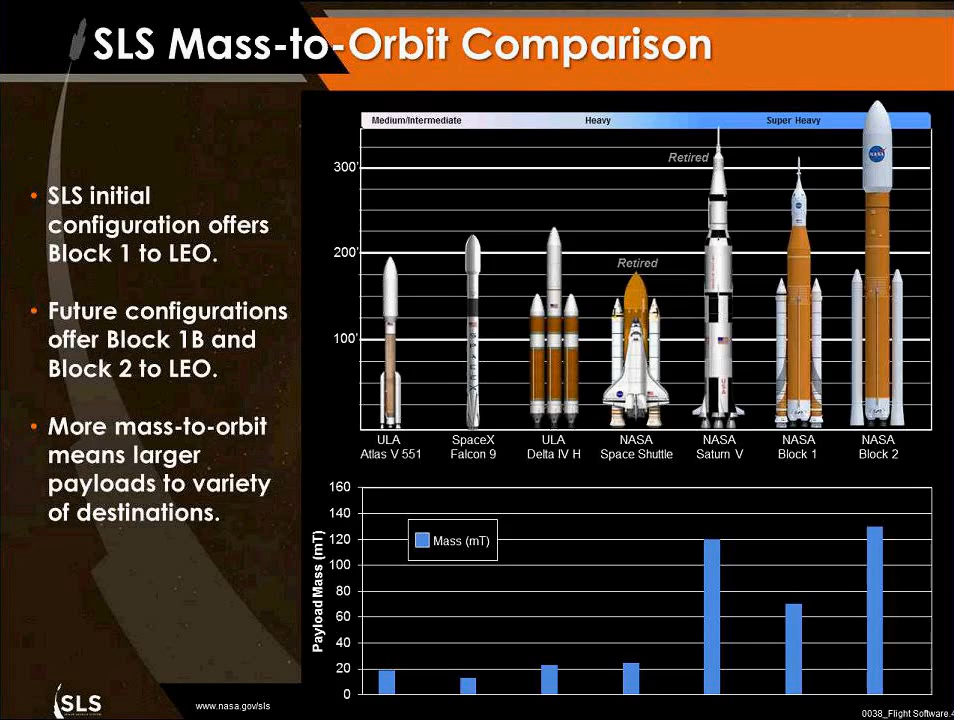 SLS Mass-to-Orbit Comparison
• SLS initial
configuration offers
Block 1 to LEO.
• Future configurations
offer Block 1B and
Block 2 to LEO.
• More mass-to-orbit
means larger
payloads to variety
of destinations.
Medium/Intermediate Heavy Super Heavy
300'
200'
100'
Retired
Retired
NASA
USA
ULA
Atlas V 551
SpaceX
Falcon 9
ULA
Delta IV H
NASA
Space Shuttle
NASA
Saturn V
NASA
Block 1
NASA
Block 2
Payload Mass (mT)
160
140
120
100
80
60
40
20
0
Mass (mT)
SLS
www.nasa.gov/sls
0038_Flight Software.